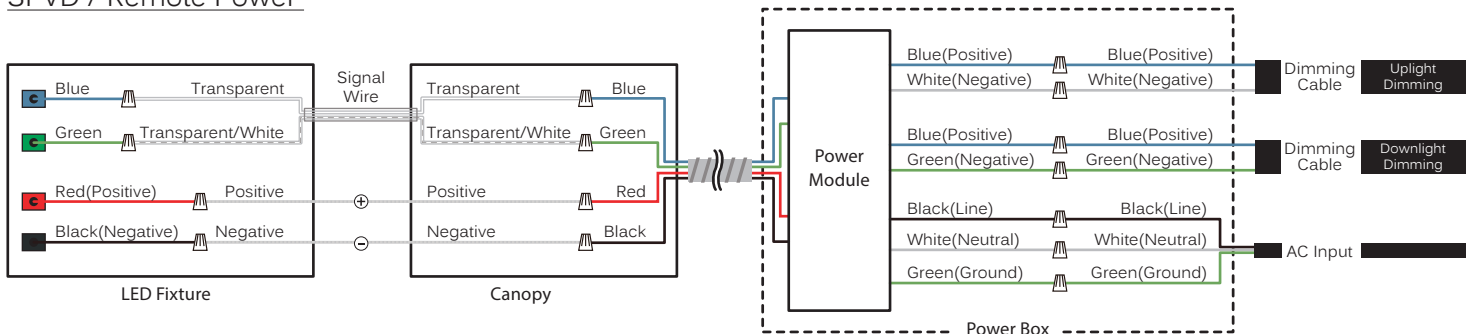 SPVD7 Remote Power
Blue
Transparent
Signal
Wire
Transparent
Blue
Green
Transparent/White
Transparent/White
Green
Red(Positive)
Positive
+
Positive
Red
Black(Negative)
Negative
−
Negative
Black
LED Fixture
Canopy
Power
Module
Blue(Positive)
Blue(Positive)
White(Negative)
White(Negative)
Dimming
Cable
Uplight
Dimming
Blue(Positive)
Blue(Positive)
Green(Negative)
Green(Negative)
Dimming
Cable
Downlight
Dimming
Black(Line)
Black(Line)
White(Neutral)
White(Neutral)
AC Input
Green(Ground)
Green(Ground)
Power Box